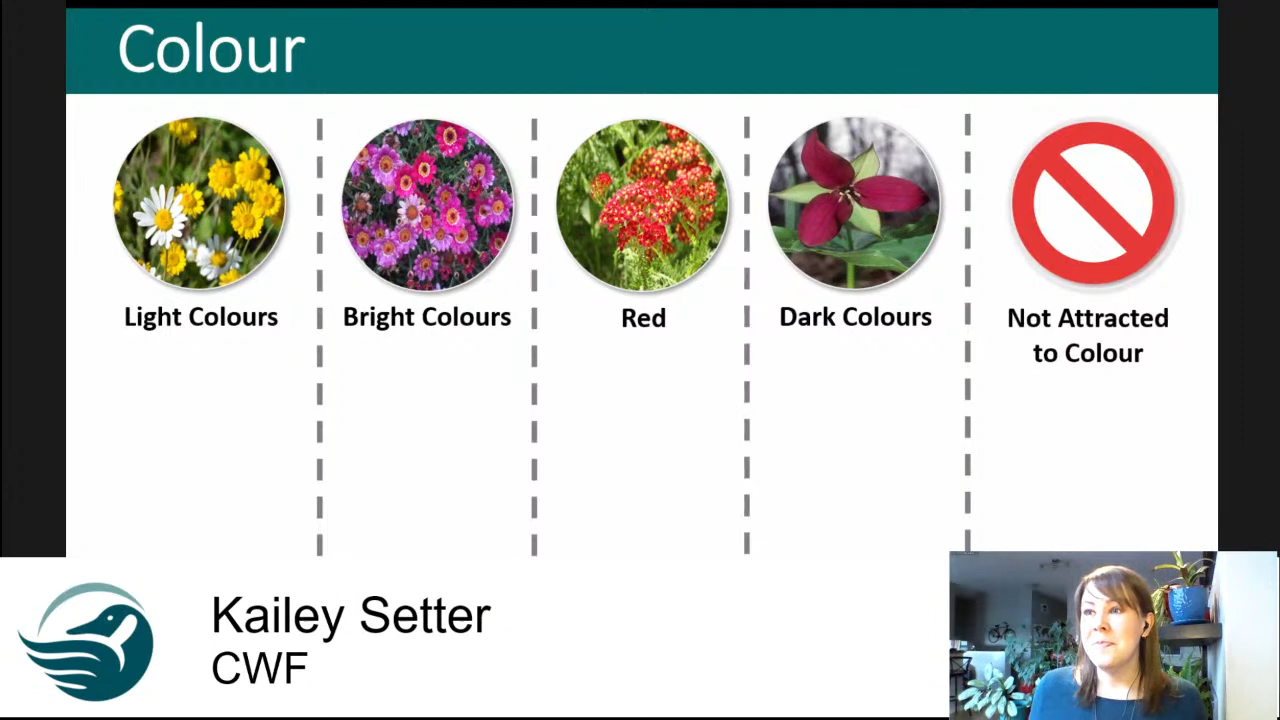 Colour
Light Colours
Bright Colours
Red
Dark Colours
Not Attracted
to Colour
Kailey Setter
CWF